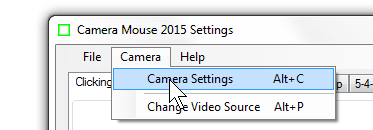 Camera Mouse 2015 Settings
File Camera Help
Clicking
Camera Settings Alt+C
Change Video Source Alt+P
5-4-